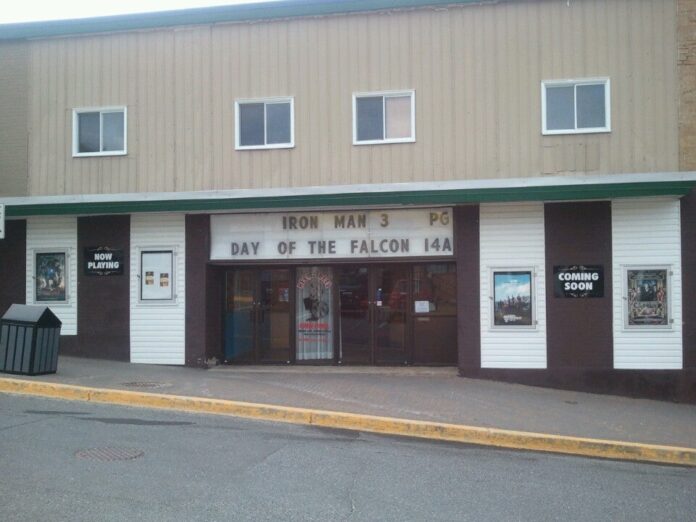 IRON MAN 3 PG
DAY OF THE FALCON 14A
NOW
PLAYING
COMING
SOON